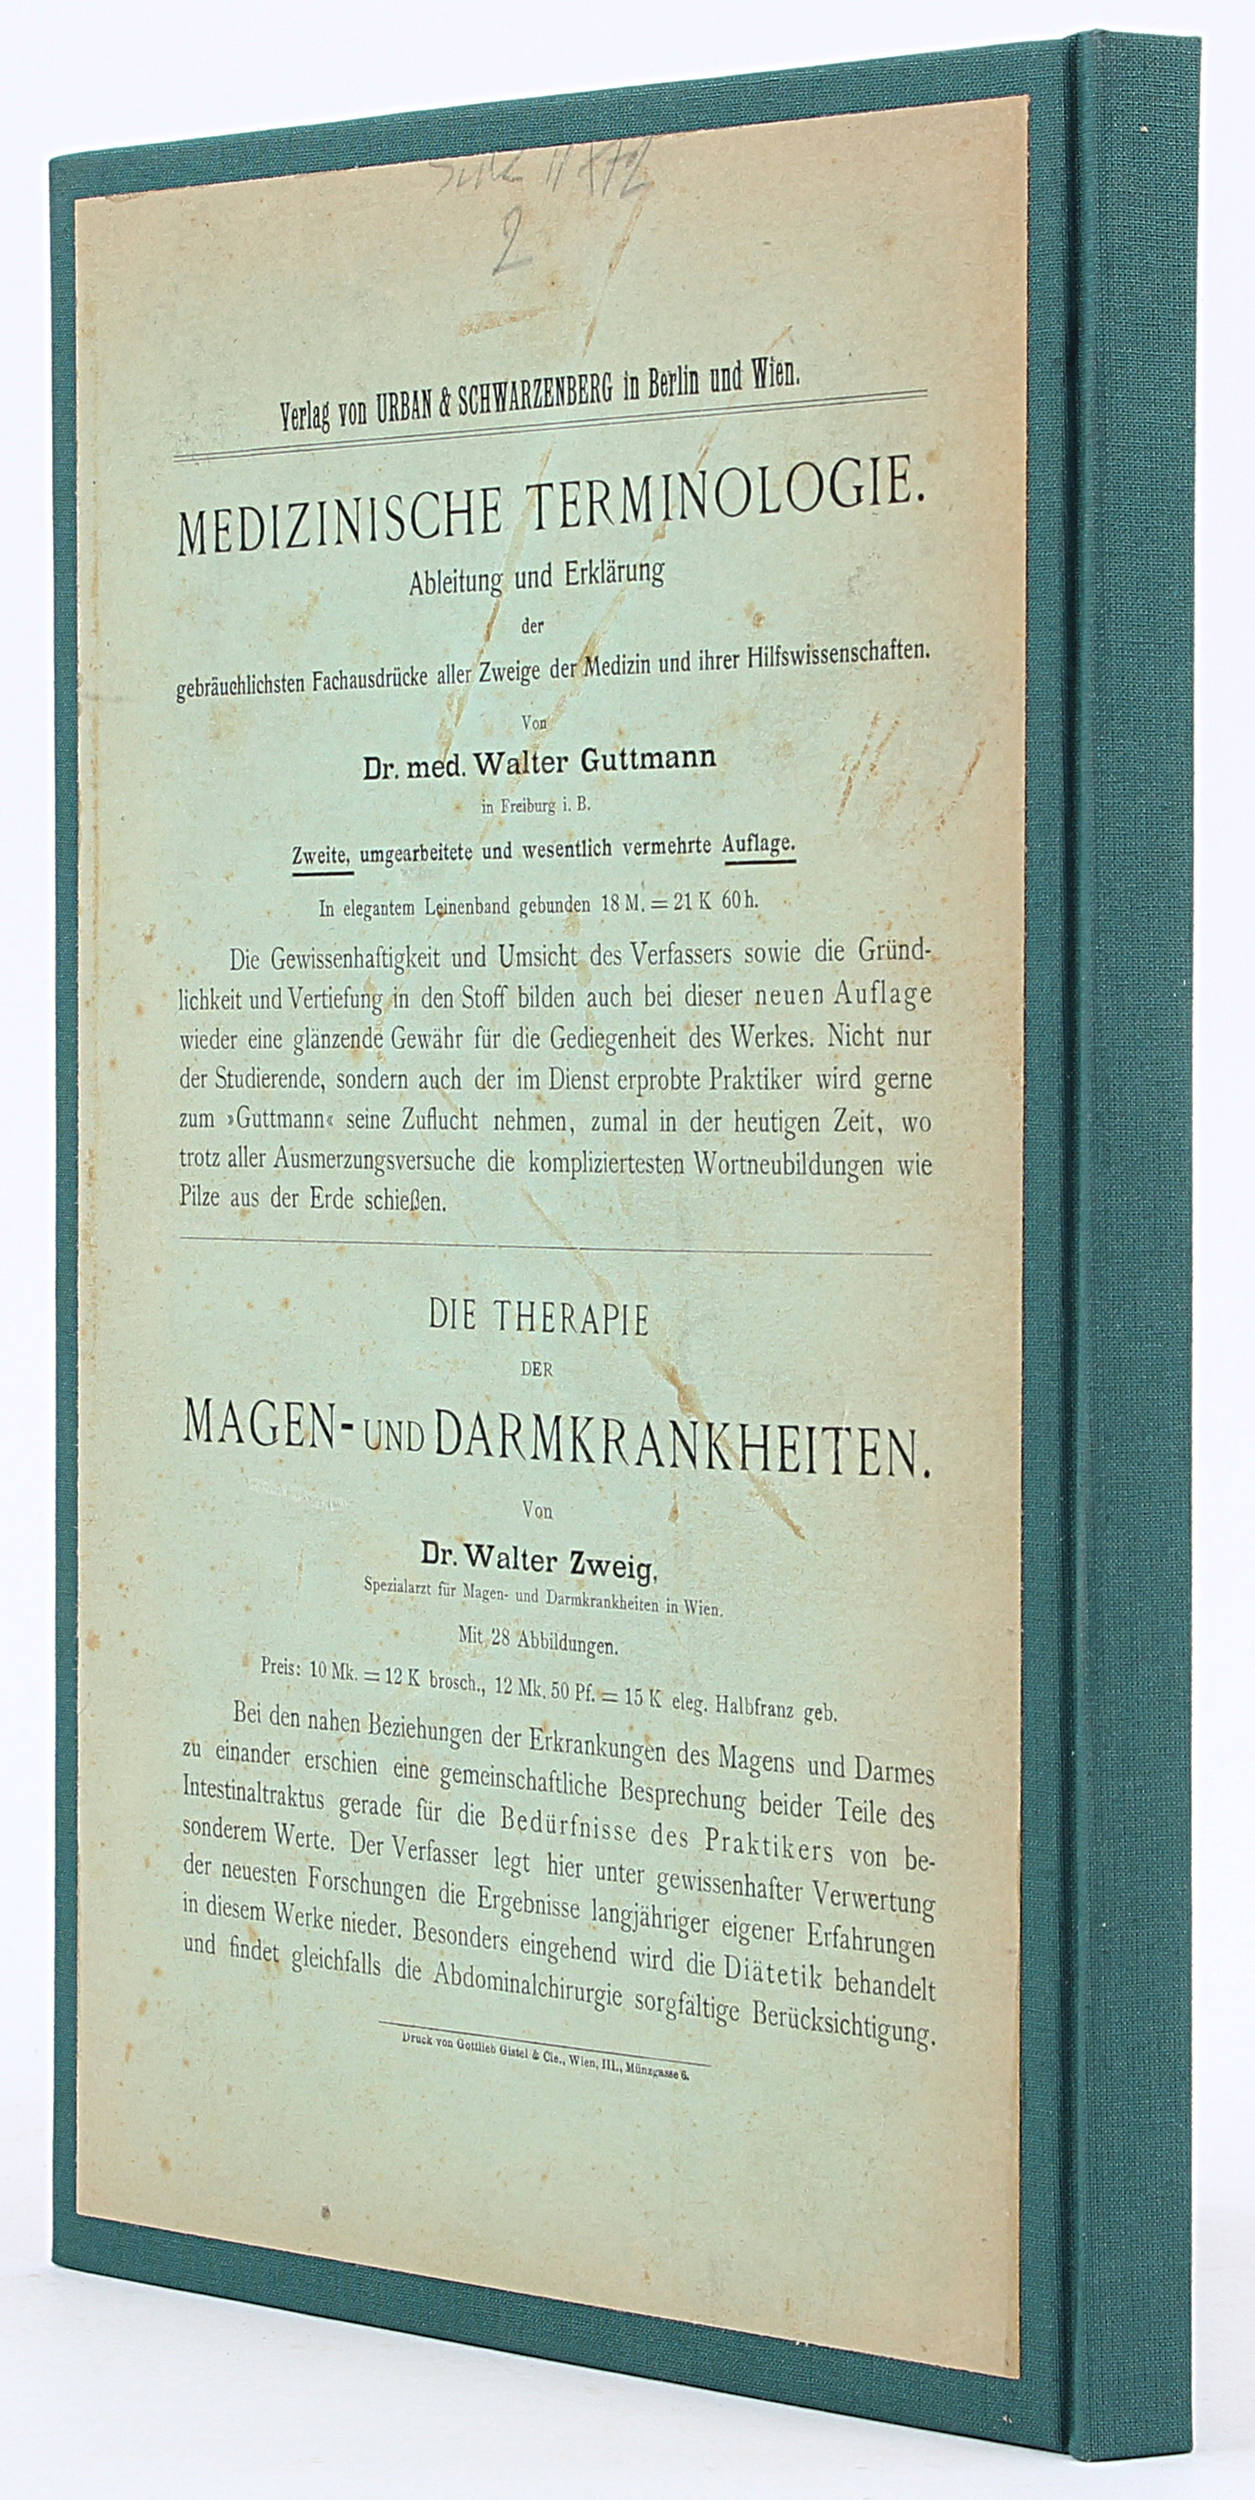 2
Verlag von URBAN & SCHWARZENBERG in Berlin und Wien.
MEDIZINISCHE TERMINOLOGIE.
Ableitung und Erklärung
der
gebräuchlichsten Fachausdrücke aller Zweige der Medizin und ihrer Hilfswissenschaften.
Von
Dr. med. Walter Guttmann
in Freiburg i. B.
Zweite, umgearbeitete und wesentlich vermehrte Auflage.
In elegantem Leinenband gebunden 18 M. = 21 K 60 h.
Die Gewissenhaftigkeit und Umsicht des Verfassers sowie die Gründ-
lichkeit und Vertiefung in den Stoff bilden auch bei dieser neuen Auflage
wieder eine glänzende Gewähr für die Gediegenheit des Werkes. Nicht nur
der Studierende, sondern auch der im Dienst erprobte Praktiker wird gerne
zum »Guttmann« seine Zuflucht nehmen, zumal in der heutigen Zeit, wo
trotz aller Ausmerzungsversuche die kompliziertesten Wortneubildungen wie
Pilze aus der Erde schießen.
DIE THERAPIE
DER
MAGEN- UND DARMKRANKHEITEN.
Von
Dr. Walter Zweig,
Spezialarzt für Magen- und Darmkrankheiten in Wien.
Mit 28 Abbildungen.
Preis: 10 Mk. = 12 K brosch., 12 Mk. 50 Pf. = 15 K eleg. Halbfranz geb.
Bei den nahen Beziehungen der Erkrankungen des Magens und Darmes
zu einander erschien eine gemeinschaftliche Besprechung beider Teile des
Intestinaltraktus gerade für die Bedürfnisse des Praktikers von be-
sonderem Werte. Der Verfasser legt hier unter gewissenhafter Verwertung
der neuesten Forschungen die Ergebnisse langjähriger eigener Erfahrungen
in diesem Werke nieder. Besonders eingehend wird die Diätetik behandelt
und findet gleichfalls die Abdominalchirurgie sorgfältige Berücksichtigung.
Druck von Gottlieb Gistel & Cie., Wien, III., Münzgasse 6.